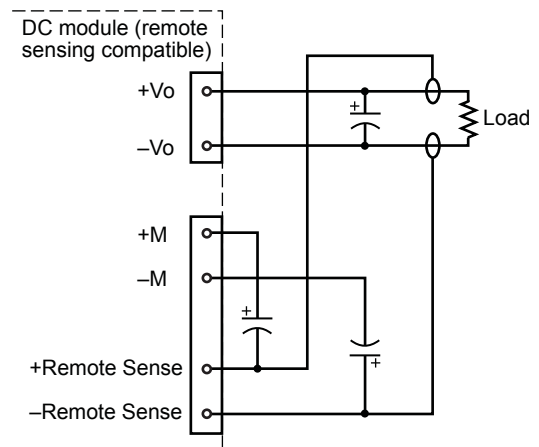 DC module (remote
sensing compatible)
+Vo
+
Load
–Vo
+M
–M
+
+Remote Sense
+
–Remote Sense